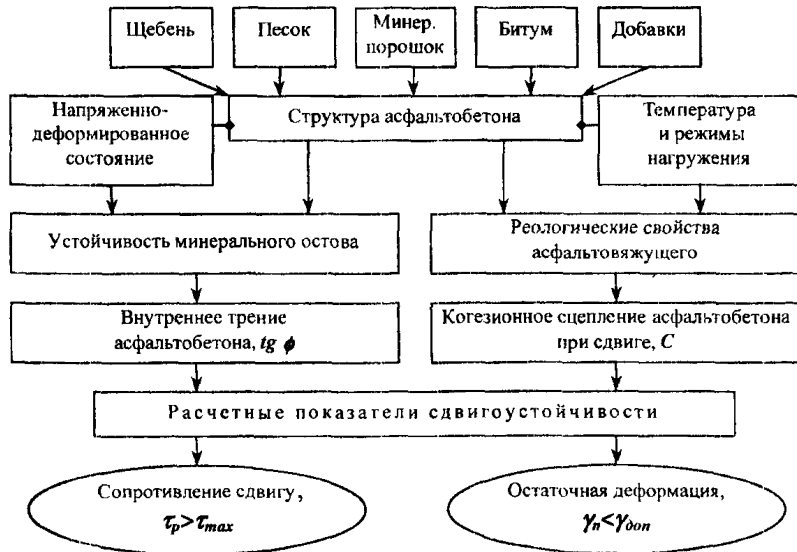 Щебень
Песок
Минер.
порошок
Битум
Добавки
Напряженно-
деформированное
состояние
Структура асфальтобетона
Температура
и режимы
нагружения
Устойчивость минерального остова
Реологические свойства
асфальтовяжущего
Внутреннее трение
асфальтобетона, tg ϕ
Когезионное сцепление асфальтобетона
при сдвиге, C
Расчетные показатели сдвигоустойчивости
Сопротивление сдвигу,
τp>τmax
Остаточная деформация,
γп<γдоп